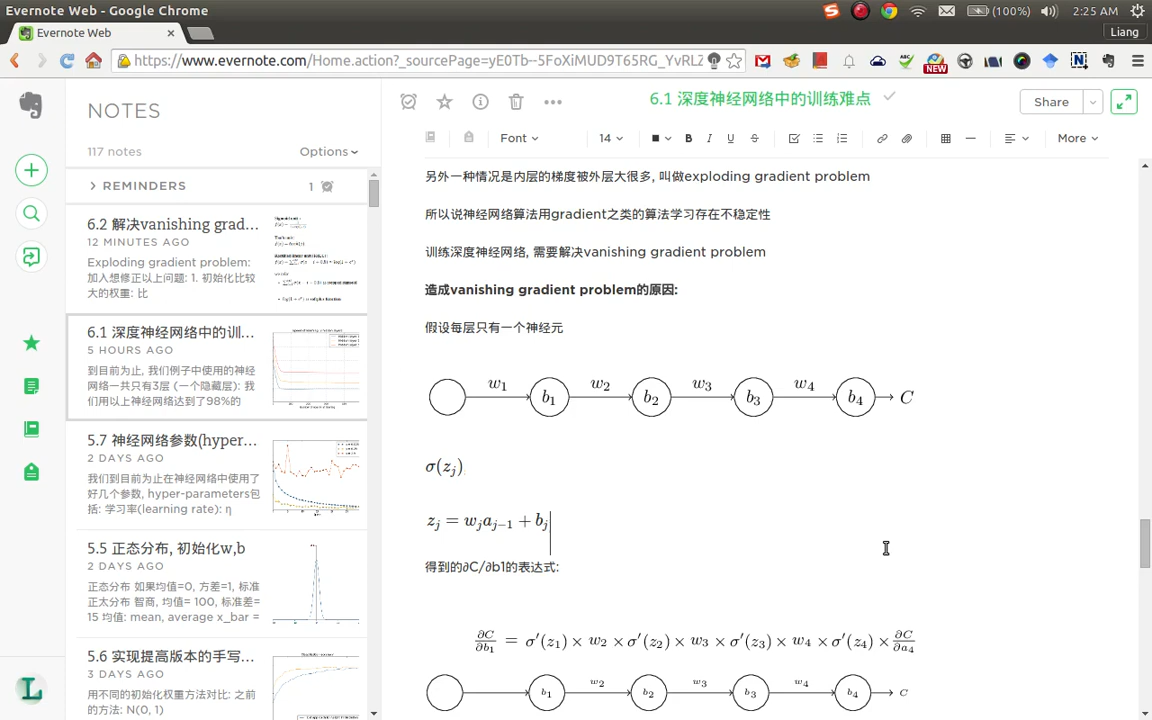 Evernote Web - Google Chrome
(100%)
2:25 AM
Evernote Web
Liang
https://www.evernote.com/Home.action?_sourcePage=yE0Tb--5FoXiMUD9T65RG_YvRLZ
NEW
NOTES
117 notes
Options
REMINDERS
1
6.2 解决vanishing grad...
12 MINUTES AGO
Exploding gradient problem:
加入想修正以上问题: 1. 初始化比较
大的权重: 比
6.1 深度神经网络中的训...
5 HOURS AGO
到目前为止, 我们例子中使用的神经
网络一共只有3层 (一个隐藏层): 我
们用以上神经网络达到了98%的
5.7 神经网络参数(hyper-...
2 DAYS AGO
我们到目前为止在神经网络中使用了
好几个参数, hyper-parameters包
括: 学习率(learning rate): η
5.5 正态分布, 初始化w,b
2 DAYS AGO
正态分布 如果均值=0, 方差=1, 标准
正太分布 智商, 均值= 100, 标准差=
15 均值: mean, average x_bar =
5.6 实现提高版本的手写...
3 DAYS AGO
用不同的初始化权重方法对比: 之前
的方法: N(0, 1)
6.1 深度神经网络中的训练难点
Share
Font
14
B I U
More
另外一种情况是内层的梯度被外层大很多, 叫做exploding gradient problem
所以说神经网络算法用gradient之类的算法学习存在不稳定性
训练深度神经网络, 需要解决vanishing gradient problem
造成vanishing gradient problem的原因:
假设每层只有一个神经元
w₁ w₂ w₃ w₄
b₁ b₂ b₃ b₄ C
σ(zⱼ)
zⱼ = wⱼaⱼ₋₁ + bⱼ
得到的∂C/∂b1的表达式:
∂C/∂b₁ = σ′(z₁) × w₂ × σ′(z₂) × w₃ × σ′(z₃) × w₄ × σ′(z₄) × ∂C/∂a₄
w₂ w₃ w₄
b₁ b₂ b₃ b₄ C